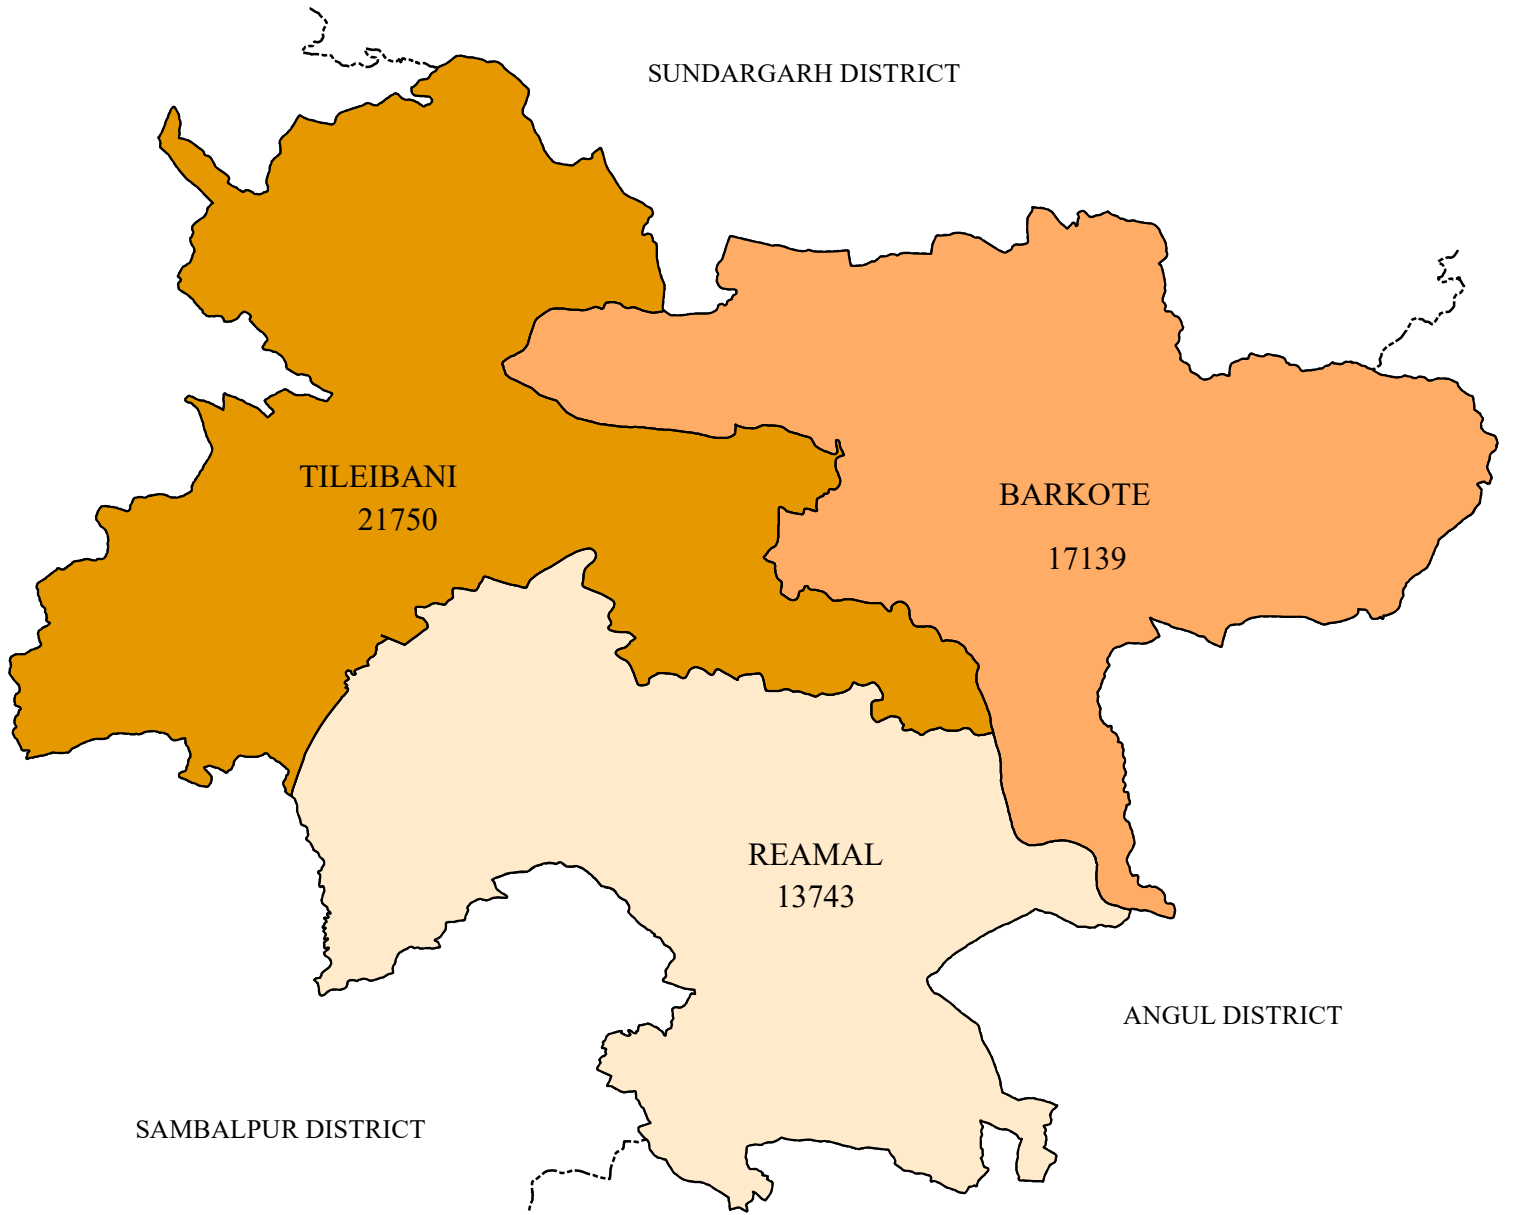 SUNDARGARH DISTRICT
TILEIBANI
21750
BARKOTE
17139
REAMAL
13743
ANGUL DISTRICT
SAMBALPUR DISTRICT